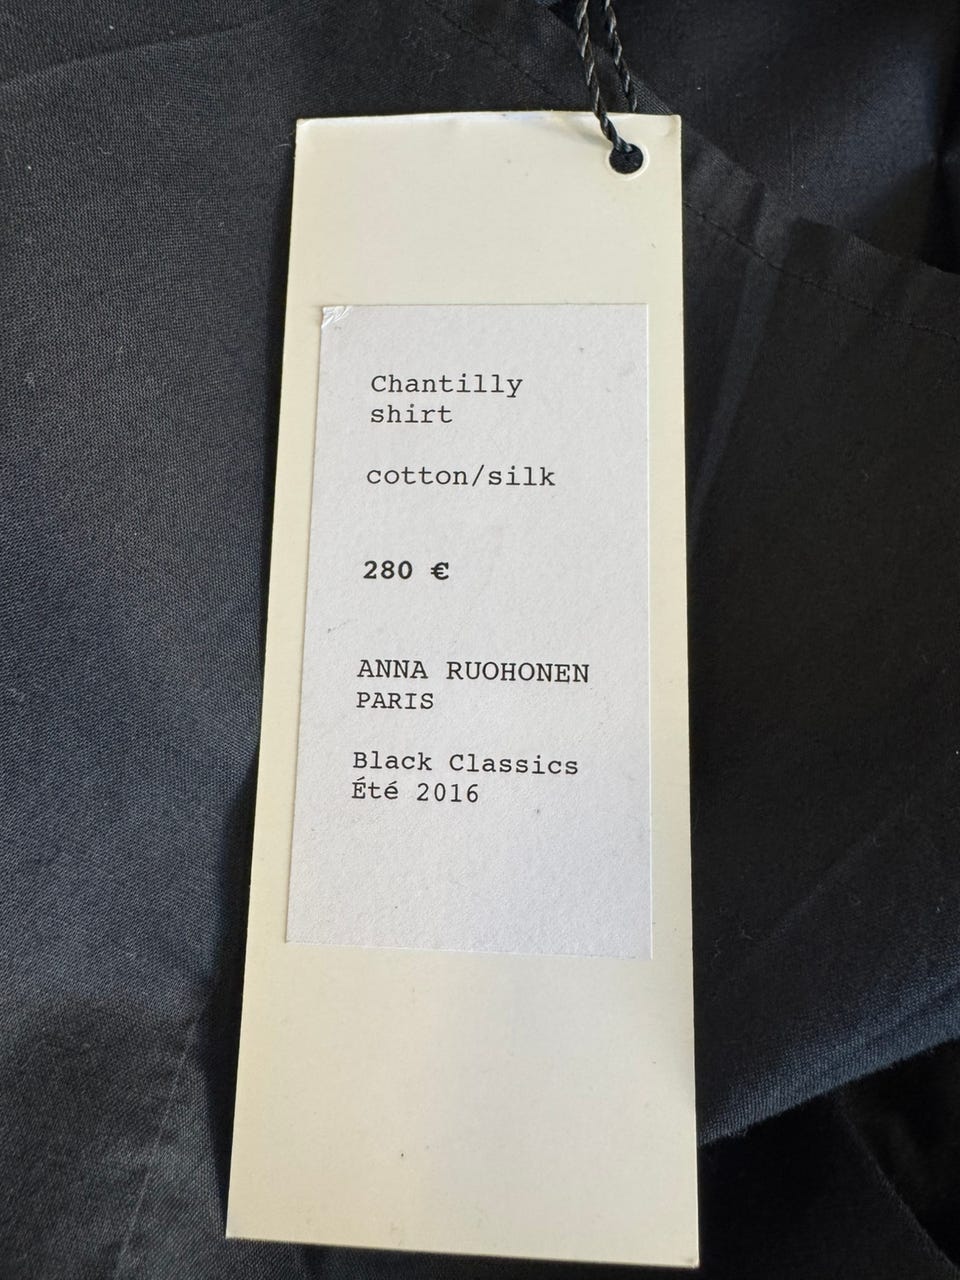 Chantilly
shirt
cotton/silk
280 €
ANNA RUOHONEN
PARIS
Black Classics
Été 2016